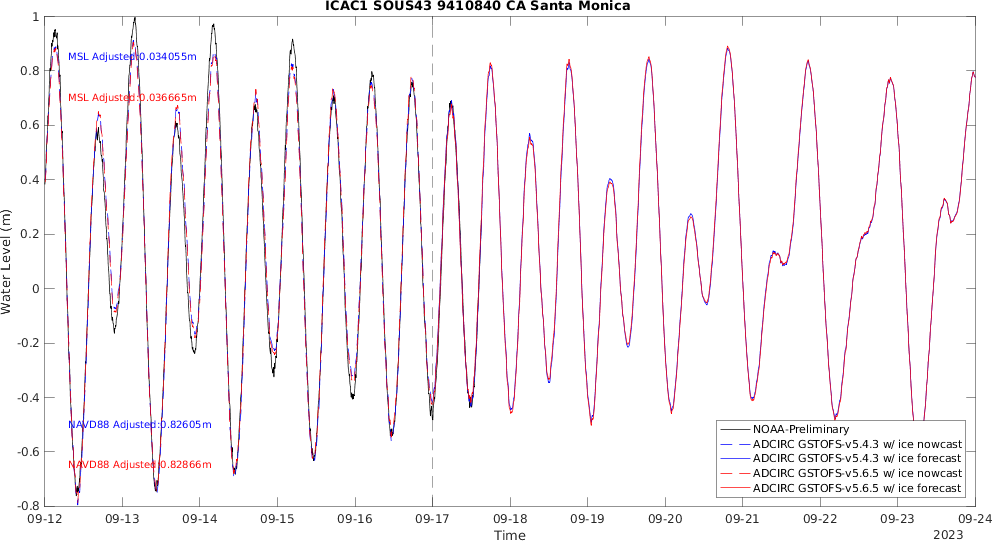 ICAC1 SOUS43 9410840 CA Santa Monica
1
0.8
0.6
0.4
0.2
0
-0.2
-0.4
-0.6
-0.8
Water Level (m)
MSL Adjusted:0.034055m
MSL Adjusted:0.036665m
NAVD88 Adjusted:0.82605m
NAVD88 Adjusted:0.82866m
NOAA-Preliminary
ADCIRC GSTOFS-v5.4.3 w/ ice nowcast
ADCIRC GSTOFS-v5.4.3 w/ ice forecast
ADCIRC GSTOFS-v5.6.5 w/ ice nowcast
ADCIRC GSTOFS-v5.6.5 w/ ice forecast
09-12 09-13 09-14 09-15 09-16 09-17 09-18 09-19 09-20 09-21 09-22 09-23 09-24
Time
2023